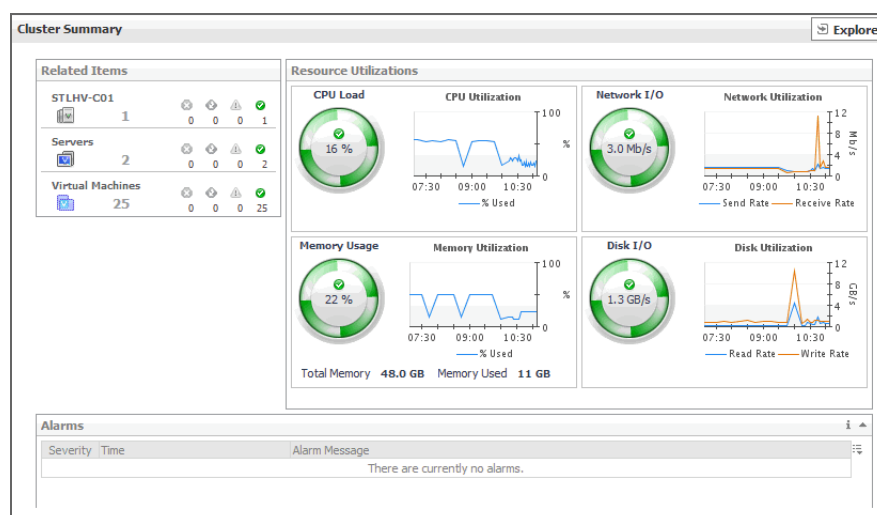 Cluster Summary
Explore
Related Items
STLHV-C01
1
0 0 0 1
Servers
2
0 0 0 2
Virtual Machines
25
0 0 0 25
Resource Utilizations
CPU Load
16 %
CPU Utilization
100
%
0
07:30 09:00 10:30
% Used
Network I/O
3.0 Mb/s
Network Utilization
12
8
4
0
Mb/s
07:30 09:00 10:30
Send Rate Receive Rate
Memory Usage
22 %
Memory Utilization
100
%
0
07:30 09:00 10:30
% Used
Total Memory 48.0 GB Memory Used 11 GB
Disk I/O
1.3 GB/s
Disk Utilization
12
8
4
0
GB/s
07:30 09:00 10:30
Read Rate Write Rate
Alarms
Severity Time Alarm Message
There are currently no alarms.